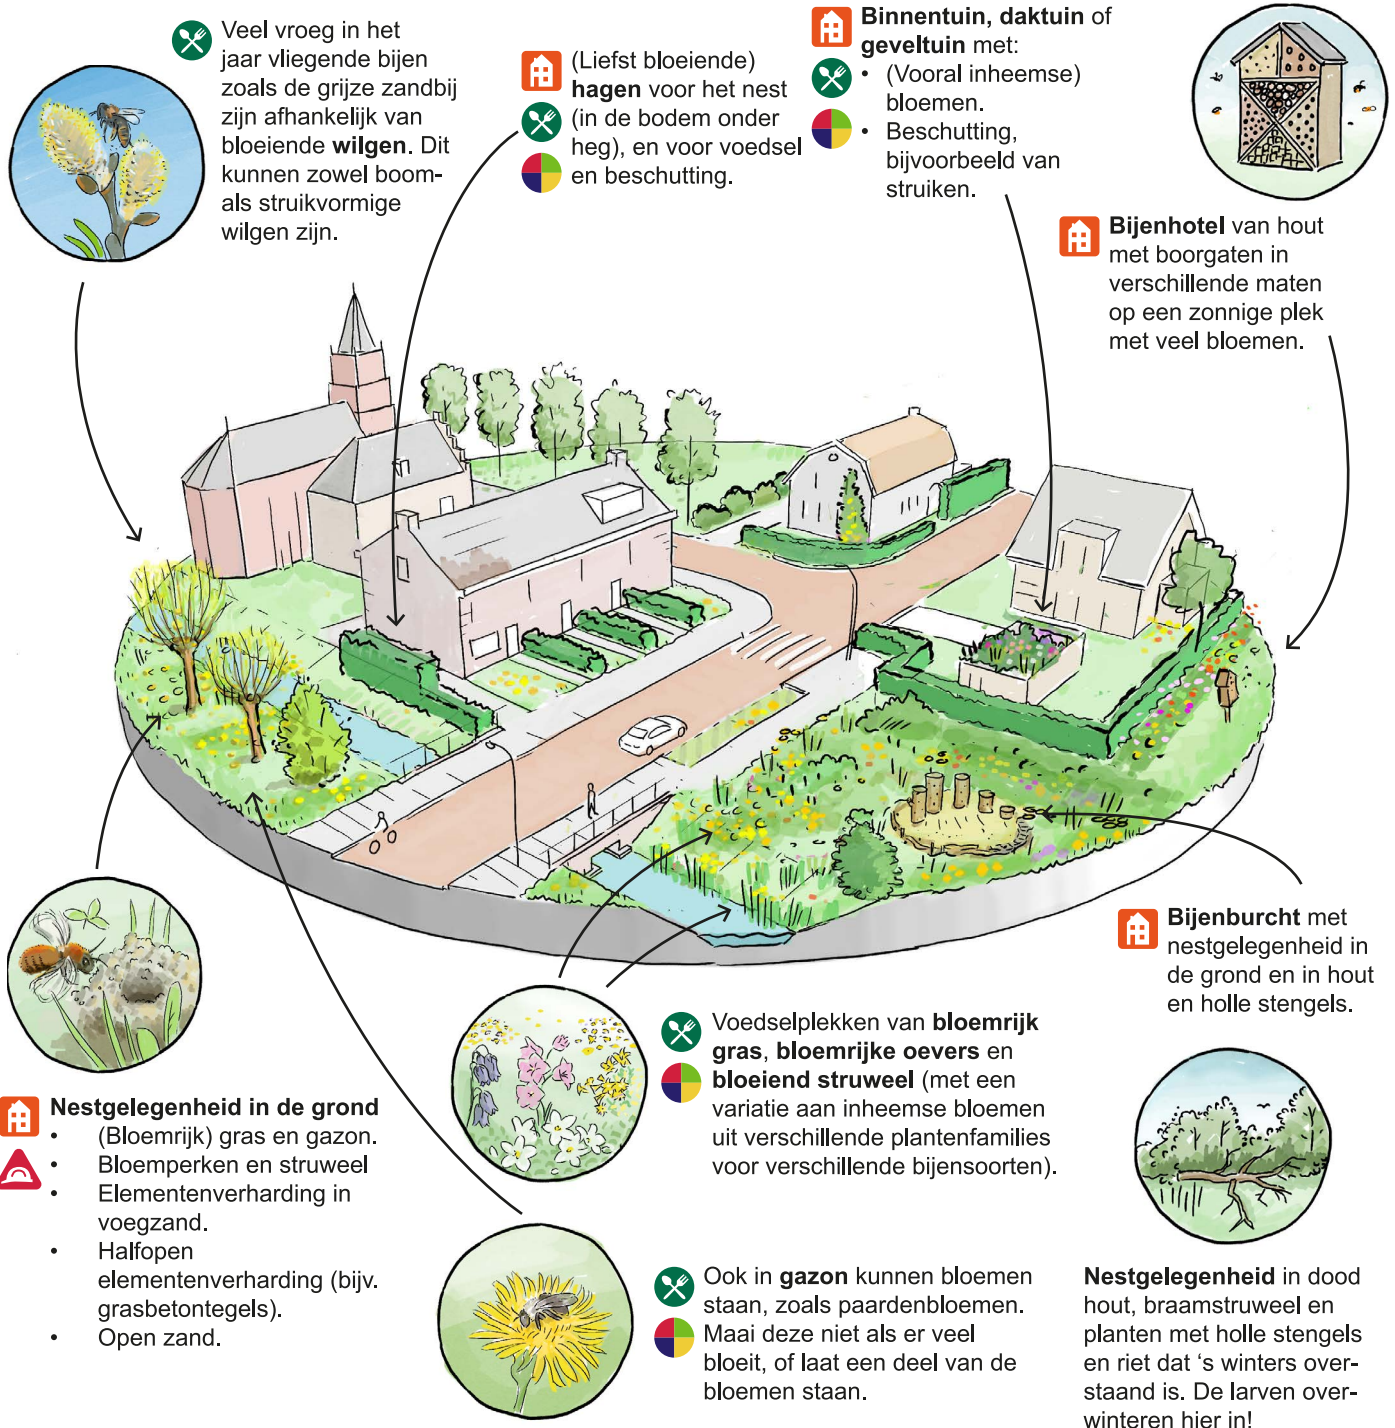 Veel vroeg in het
jaar vliegende bijen
zoals de grijze zandbij
zijn afhankelijk van
bloeiende wilgen. Dit
kunnen zowel boom-
als struikvormige
wilgen zijn.
(Liefst bloeiende)
hagen voor het nest
(in de bodem onder
heg), en voor voedsel
en beschutting.
Binnentuin, daktuin of
geveltuin met:
• (Vooral inheemse)
bloemen.
• Beschutting,
bijvoorbeeld van
struiken.
Bijenhotel van hout
met boorgaten in
verschillende maten
op een zonnige plek
met veel bloemen.
Bijenburcht met
nestgelegenheid in
de grond en in hout
en holle stengels.
Voedselplekken van bloemrijk
gras, bloemrijke oevers en
bloeiend struweel (met een
variatie aan inheemse bloemen
uit verschillende plantenfamilies
voor verschillende bijensoorten).
Nestgelegenheid in de grond
• (Bloemrijk) gras en gazon.
• Bloemperken en struweel
• Elementenverharding in
voegzand.
• Halfopen
elementenverharding (bijv.
grasbetontegels).
• Open zand.
Ook in gazon kunnen bloemen
staan, zoals paardenbloemen.
Maai deze niet als er veel
bloeit, of laat een deel van de
bloemen staan.
Nestgelegenheid in dood
hout, braamstruweel en
planten met holle stengels
en riet dat ‘s winters over-
staand is. De larven over-
winteren hier in!